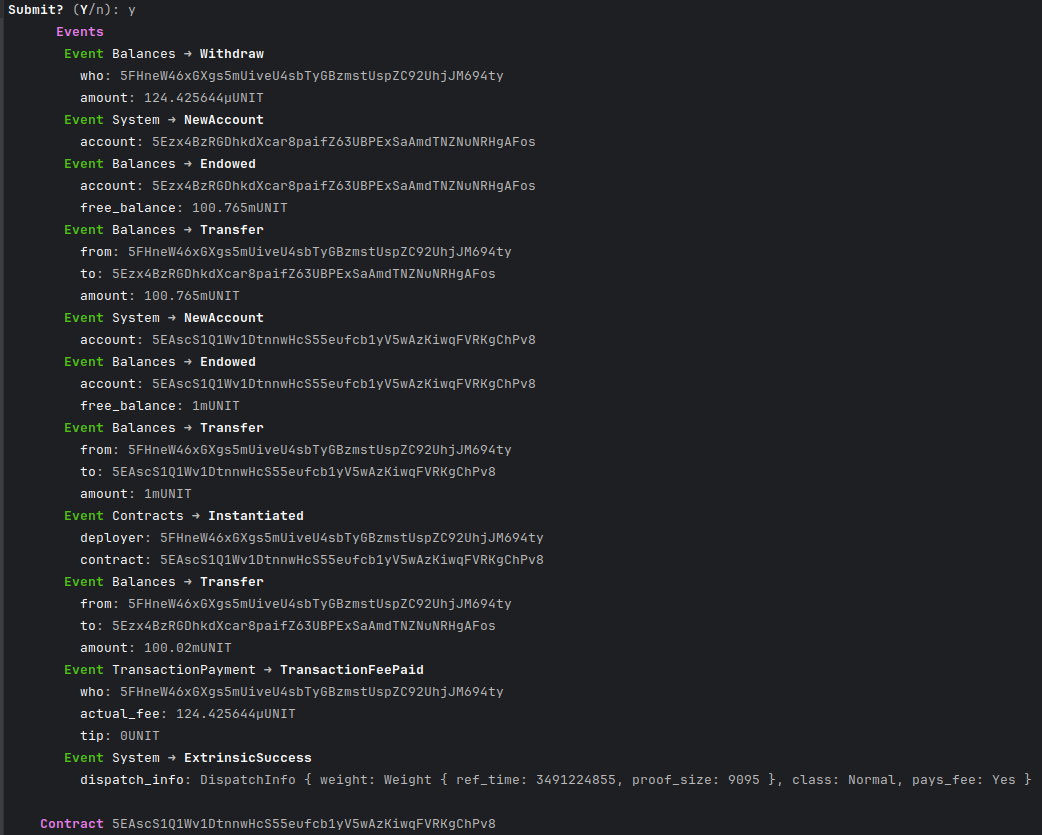 Submit? (Y/n): y
Events
Event Balances → Withdraw
who: 5FHneW46xGXgs5mUiveU4sbTyGBzmstUspZC92UhjJM694ty
amount: 124.425644μUNIT
Event System → NewAccount
account: 5Ezx4BzRGDhkdXcar8paifZ63UBPExSaAmdTNZNuNRHgAFos
Event Balances → Endowed
account: 5Ezx4BzRGDhkdXcar8paifZ63UBPExSaAmdTNZNuNRHgAFos
free_balance: 100.765mUNIT
Event Balances → Transfer
from: 5FHneW46xGXgs5mUiveU4sbTyGBzmstUspZC92UhjJM694ty
to: 5Ezx4BzRGDhkdXcar8paifZ63UBPExSaAmdTNZNuNRHgAFos
amount: 100.765mUNIT
Event System → NewAccount
account: 5EAscS1Q1Wv1DtnnwHcS55eufcb1yV5wAzKiwqFVRKgChPv8
Event Balances → Endowed
account: 5EAscS1Q1Wv1DtnnwHcS55eufcb1yV5wAzKiwqFVRKgChPv8
free_balance: 1mUNIT
Event Balances → Transfer
from: 5FHneW46xGXgs5mUiveU4sbTyGBzmstUspZC92UhjJM694ty
to: 5EAscS1Q1Wv1DtnnwHcS55eufcb1yV5wAzKiwqFVRKgChPv8
amount: 1mUNIT
Event Contracts → Instantiated
deployer: 5FHneW46xGXgs5mUiveU4sbTyGBzmstUspZC92UhjJM694ty
contract: 5EAscS1Q1Wv1DtnnwHcS55eufcb1yV5wAzKiwqFVRKgChPv8
Event Balances → Transfer
from: 5FHneW46xGXgs5mUiveU4sbTyGBzmstUspZC92UhjJM694ty
to: 5Ezx4BzRGDhkdXcar8paifZ63UBPExSaAmdTNZNuNRHgAFos
amount: 100.02mUNIT
Event TransactionPayment → TransactionFeePaid
who: 5FHneW46xGXgs5mUiveU4sbTyGBzmstUspZC92UhjJM694ty
actual_fee: 124.425644μUNIT
tip: 0UNIT
Event System → ExtrinsicSuccess
dispatch_info: DispatchInfo { weight: Weight { ref_time: 3491224855, proof_size: 9095 }, class: Normal, pays_fee: Yes }
Contract 5EAscS1Q1Wv1DtnnwHcS55eufcb1yV5wAzKiwqFVRKgChPv8